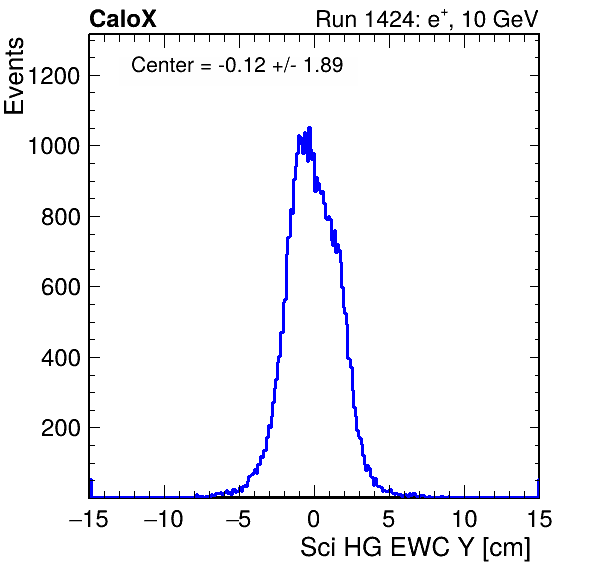 CaloX Run 1424: e+, 10 GeV
Center = -0.12 +/- 1.89
Events
1200
1000
800
600
400
200
−15 −10 −5 0 5 10 15
Sci HG EWC Y [cm]